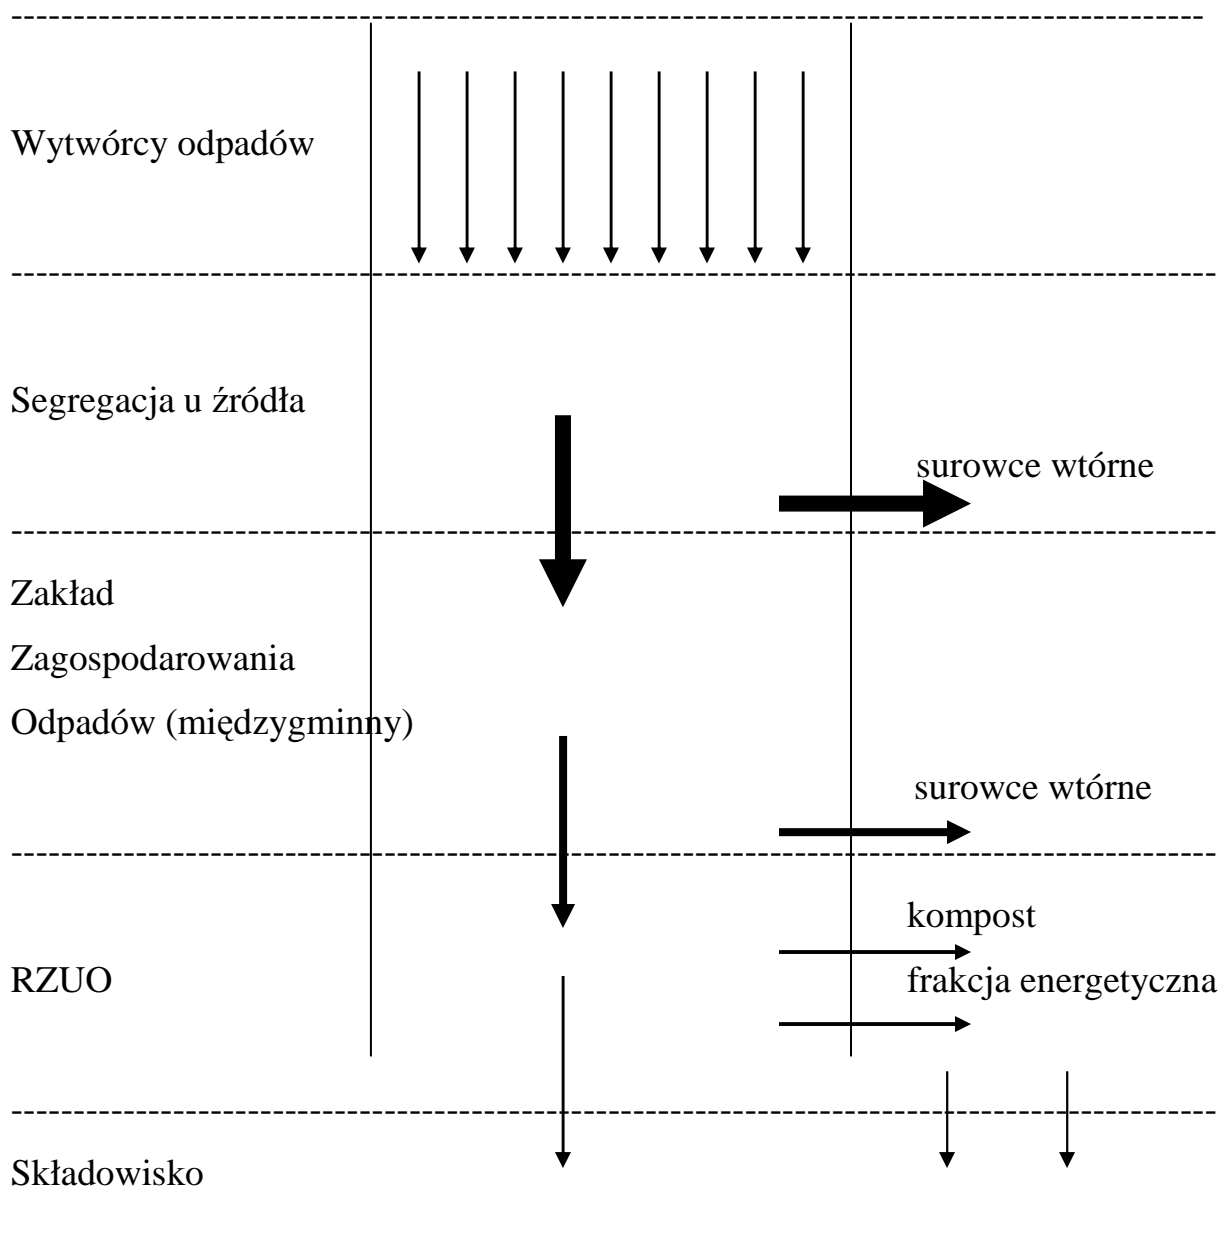 Wytwórcy odpadów
Segregacja u źródła
surowce wtórne
Zakład
Zagospodarowania
Odpadów (międzygminny)
surowce wtórne
kompost
RZUO
frakcja energetyczna
Składowisko